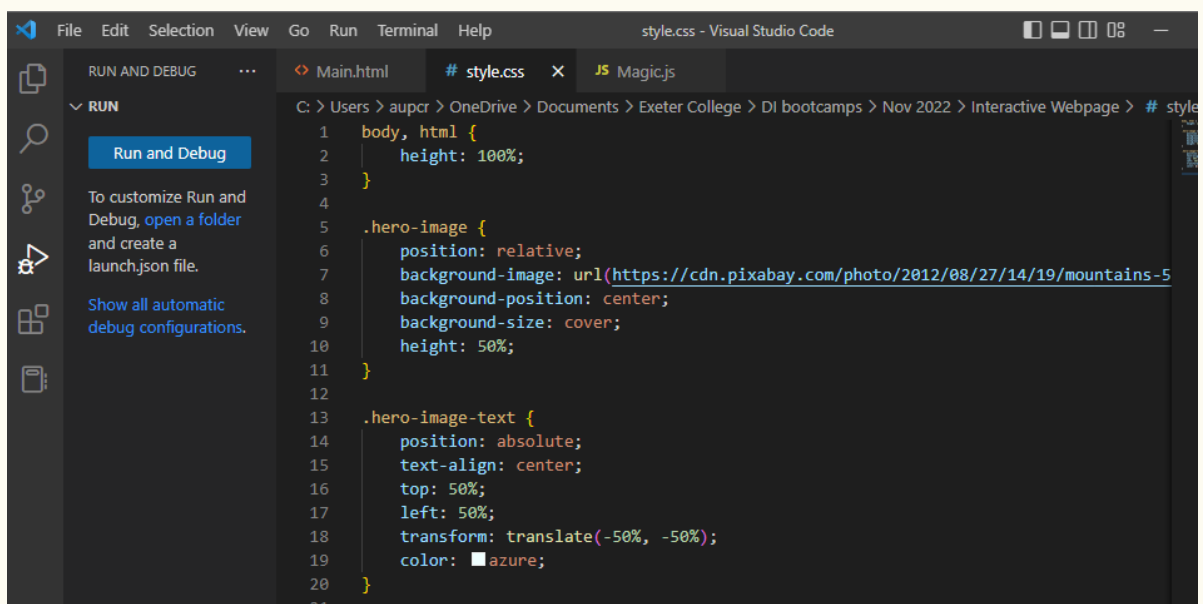 File Edit Selection View Go Run Terminal Help style.css - Visual Studio Code
RUN AND DEBUG ··· <> Main.html # style.css × JS Magic.js
RUN
Run and Debug
To customize Run and
Debug, open a folder
and create a
launch.json file.
Show all automatic
debug configurations.
C: > Users > aupcr > OneDrive > Documents > Exeter College > DI bootcamps > Nov 2022 > Interactive Webpage > # style
1 body, html {
2 height: 100%;
3 }
4
5 .hero-image {
6 position: relative;
7 background-image: url(https://cdn.pixabay.com/photo/2012/08/27/14/19/mountains-5
8 background-position: center;
9 background-size: cover;
10 height: 50%;
11 }
12
13 .hero-image-text {
14 position: absolute;
15 text-align: center;
16 top: 50%;
17 left: 50%;
18 transform: translate(-50%, -50%);
19 color: azure;
20 }